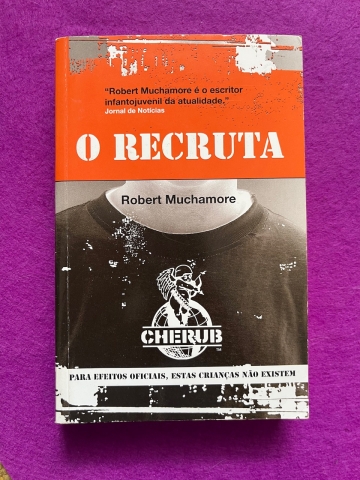 “Robert Muchamore é o escritor
infantojuvenil da atualidade.”
Jornal de Notícias
O RECRUTA
Robert Muchamore
CHERUB
TM
PARA EFEITOS OFICIAIS, ESTAS CRIANÇAS NÃO EXISTEM